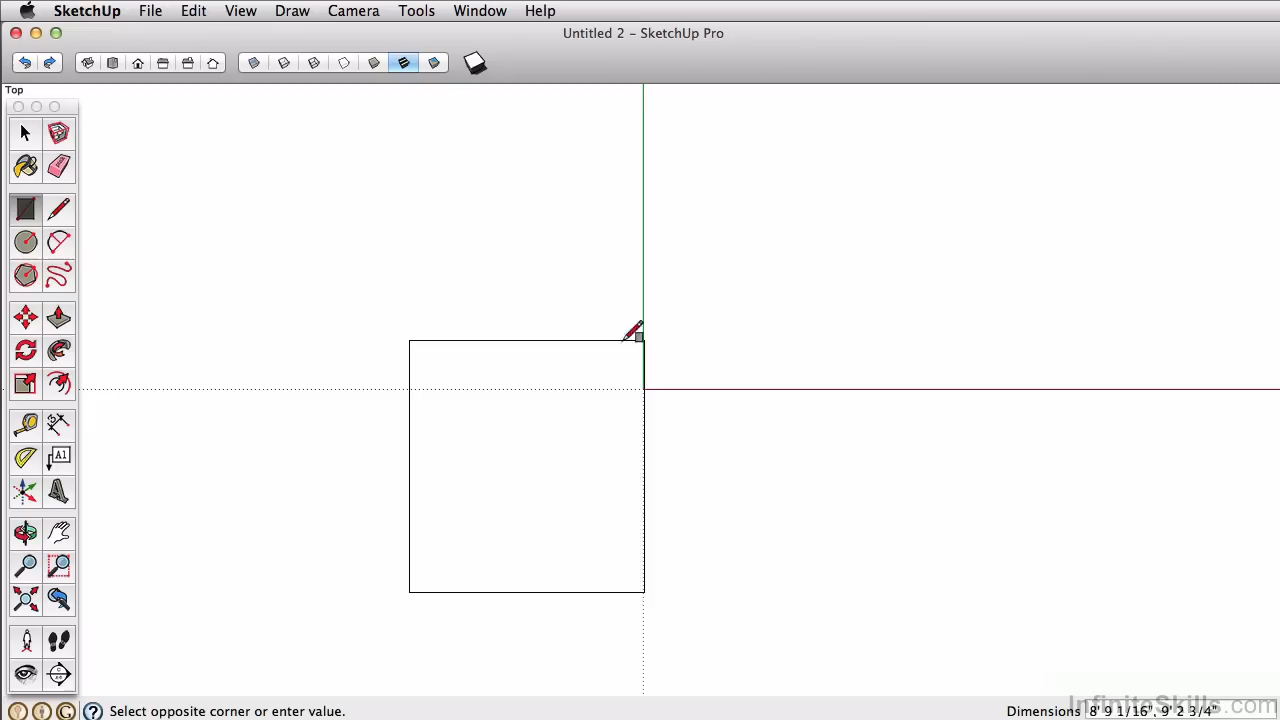 SketchUp File Edit View Draw Camera Tools Window Help
Untitled 2 - SketchUp Pro
Top
A1
Select opposite corner or enter value.
Dimensions 8' 9 1/16", 9' 2 3/4"
InfiniteSkills.com